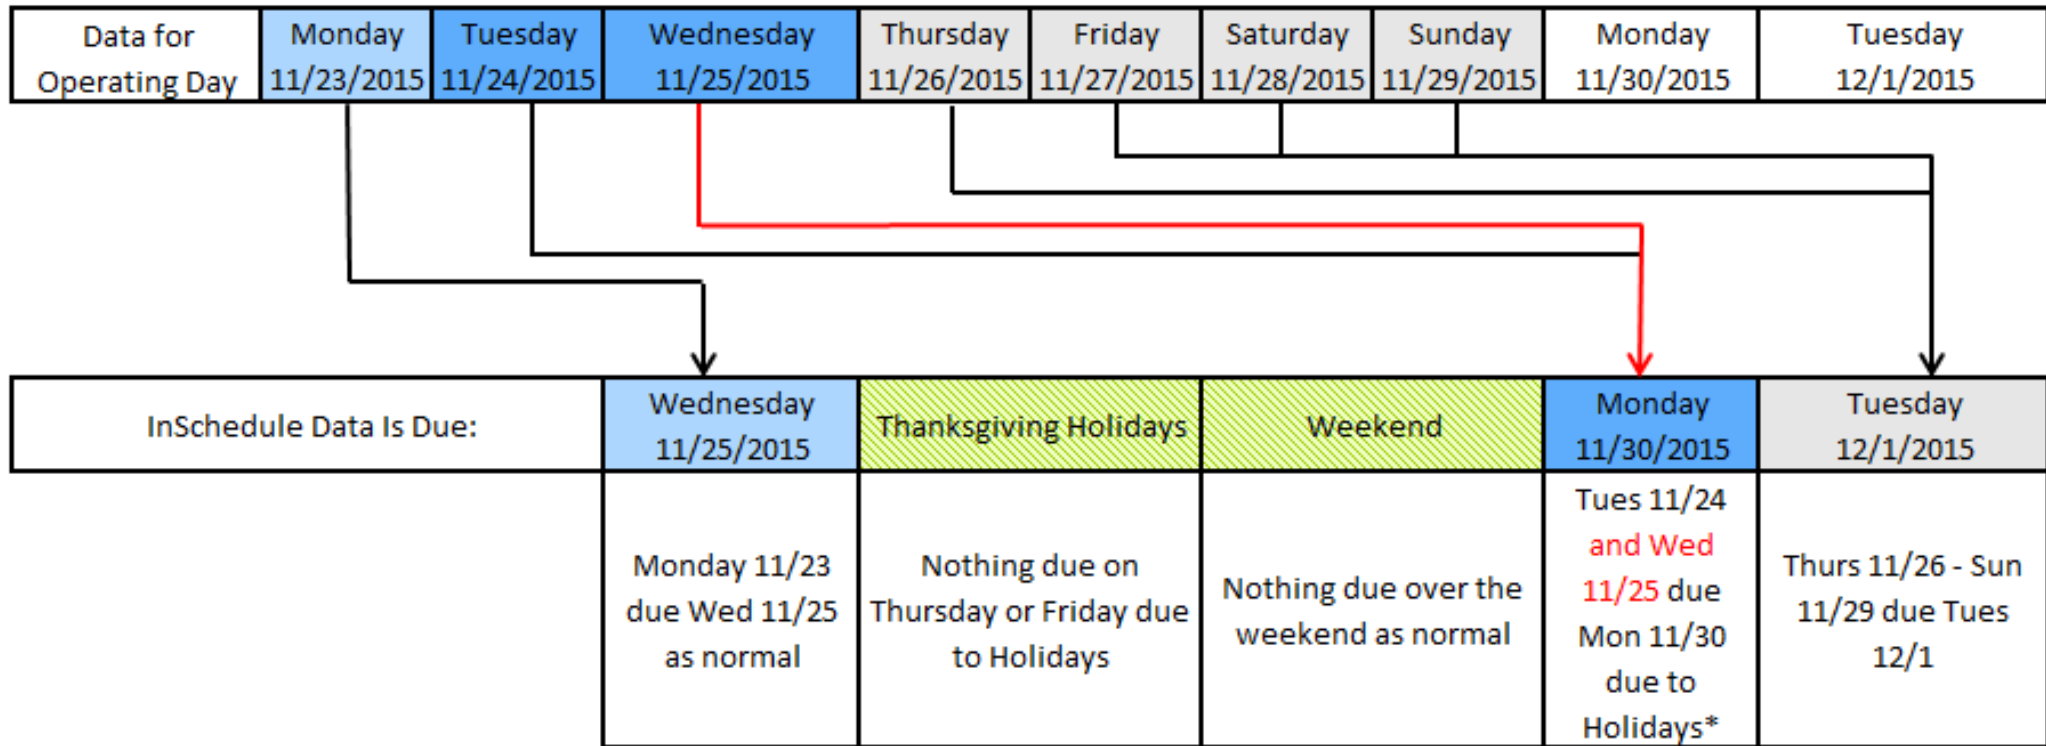 Data for
Operating Day
Monday
11/23/2015
Tuesday
11/24/2015
Wednesday
11/25/2015
Thursday
11/26/2015
Friday
11/27/2015
Saturday
11/28/2015
Sunday
11/29/2015
Monday
11/30/2015
Tuesday
12/1/2015
InSchedule Data Is Due:
Wednesday
11/25/2015
Thanksgiving Holidays
Weekend
Monday
11/30/2015
Tuesday
12/1/2015
Monday 11/23
due Wed 11/25
as normal
Nothing due on
Thursday or Friday due
to Holidays
Nothing due over the
weekend as normal
Tues 11/24
and Wed
11/25 due
Mon 11/30
due to
Holidays*
Thurs 11/26 - Sun
11/29 due Tues
12/1